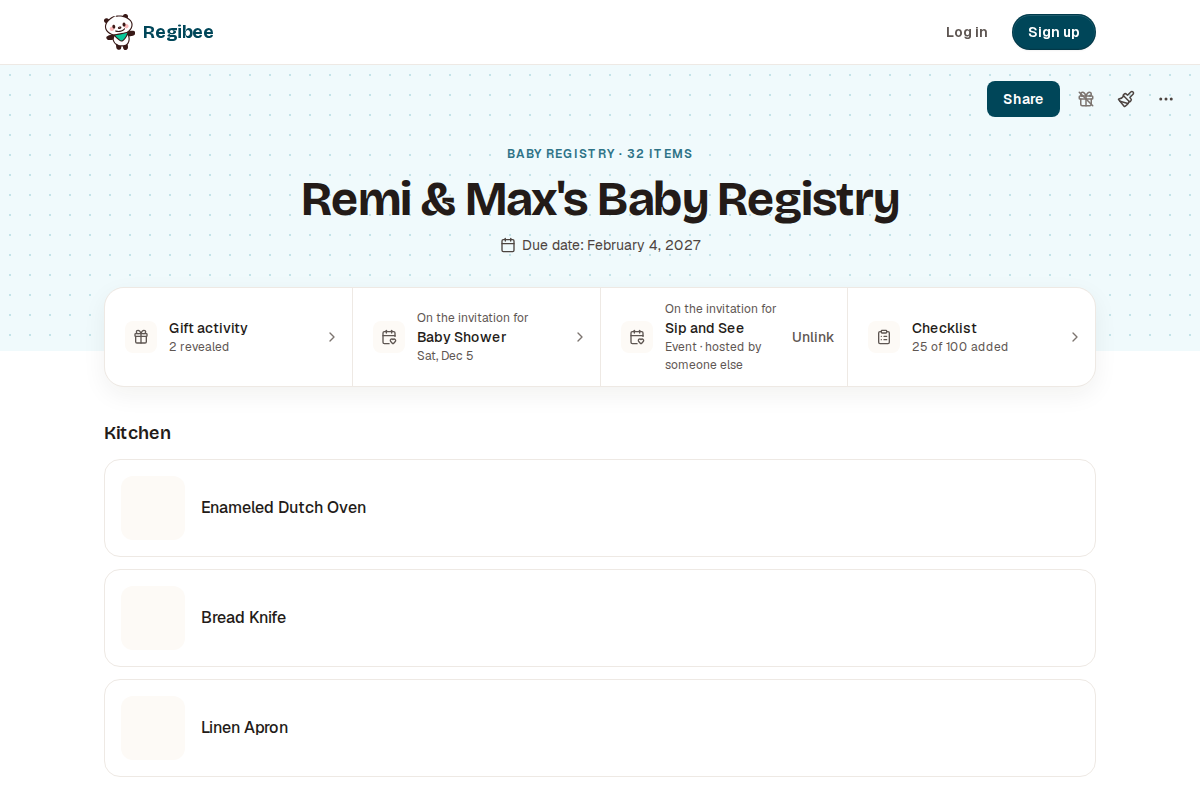 Regibee
Log in
Sign up
Share
BABY REGISTRY · 32 ITEMS
Remi & Max's Baby Registry
Due date: February 4, 2027
Gift activity
2 revealed
On the invitation for
Baby Shower
Sat, Dec 5
On the invitation for
Sip and See
Event · hosted by
someone else
Unlink
Checklist
25 of 100 added
Kitchen
Enameled Dutch Oven
Bread Knife
Linen Apron